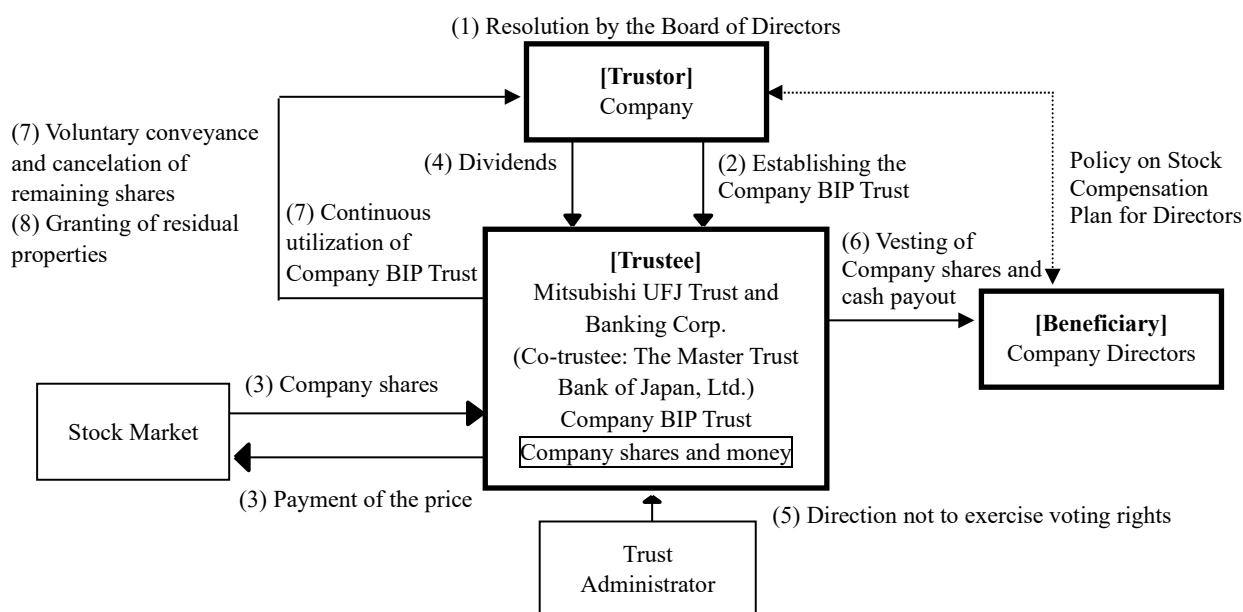 (1) Resolution by the Board of Directors
[Trustor]
Company
(7) Voluntary conveyance
and cancelation of
remaining shares
(8) Granting of residual
properties
(4) Dividends
(2) Establishing the
Company BIP Trust
Policy on Stock
Compensation
Plan for Directors
(7) Continuous
utilization of
Company BIP Trust
[Trustee]
Mitsubishi UFJ Trust and
Banking Corp.
(Co-trustee: The Master Trust
Bank of Japan, Ltd.)
Company BIP Trust
Company shares and money
(6) Vesting of
Company shares and
cash payout
[Beneficiary]
Company Directors
(3) Company shares
Stock Market
(3) Payment of the price
(5) Direction not to exercise voting rights
Trust
Administrator